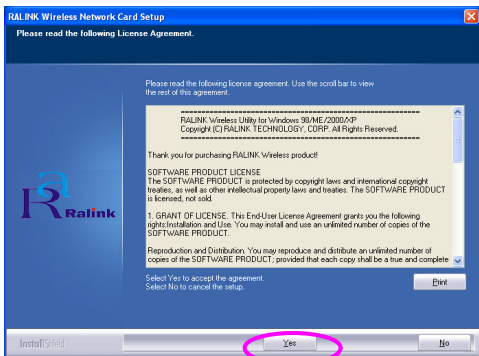 RALINK Wireless Network Card Setup
Please read the following License Agreement.
Please read the following license agreement. Use the scroll bar to view
the rest of this agreement.
================================================
RALINK Wireless Utility for Windows 98/ME/2000/XP
Copyright (C) RALINK TECHNOLOGY, CORP. All Rights Reserved.
================================================
Thank you for purchasing RALINK Wireless product!
SOFTWARE PRODUCT LICENSE
The SOFTWARE PRODUCT is protected by copyright laws and international copyright
treaties, as well as other intellectual property laws and treaties. The SOFTWARE PRODUCT
is licensed, not sold.
1. GRANT OF LICENSE. This End-User License Agreement grants you the following
rights:Installation and Use. You may install and use an unlimited number of copies of the
SOFTWARE PRODUCT.
Reproduction and Distribution. You may reproduce and distribute an unlimited number of
copies of the SOFTWARE PRODUCT; provided that each copy shall be a true and complete
Ralink
Select Yes to accept the agreement.
Select No to cancel the setup.
Print
InstallShield
Yes
No